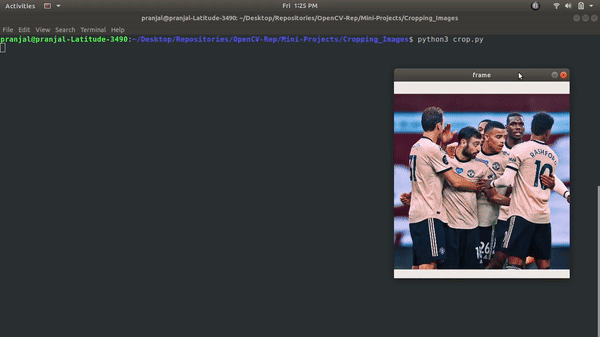 Activities
Fri 1:25 PM
pranjal@pranjal-Latitude-3490: ~/Desktop/Repositories/OpenCV-Rep/Mini-Projects/Cropping_Images
File Edit View Search Terminal Help
pranjal@pranjal-Latitude-3490:~/Desktop/Repositories/OpenCV-Rep/Mini-Projects/Cropping_Images$ python3 crop.py
frame
RASHFORD
10
26